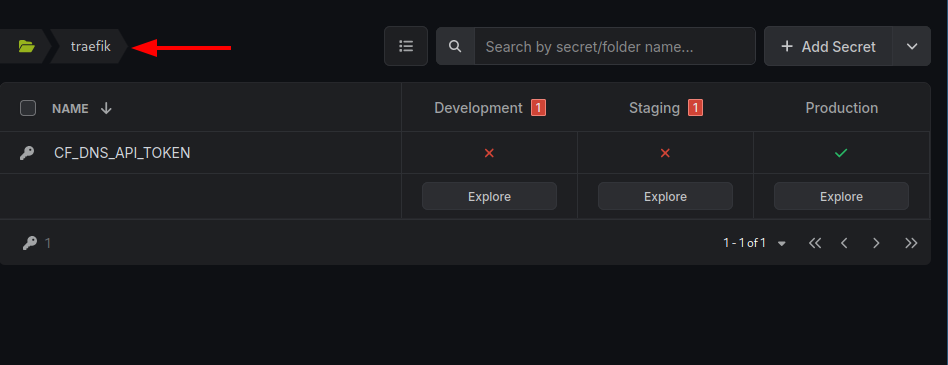 traefik
Search by secret/folder name...
Add Secret
NAME
Development 1
Staging 1
Production
CF_DNS_API_TOKEN
Explore
Explore
Explore
1
1 - 1 of 1